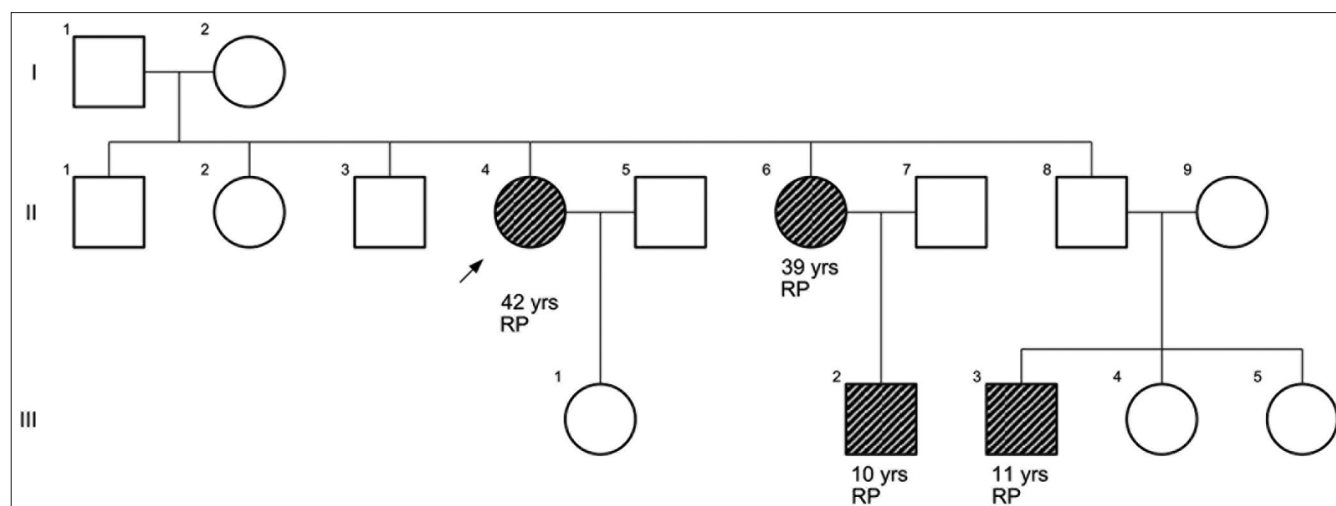 1 2
I
1 2 3 4 5 6 7 8 9
II
39 yrs
RP
42 yrs
RP
1 2 3 4 5
III
10 yrs 11 yrs
RP RP